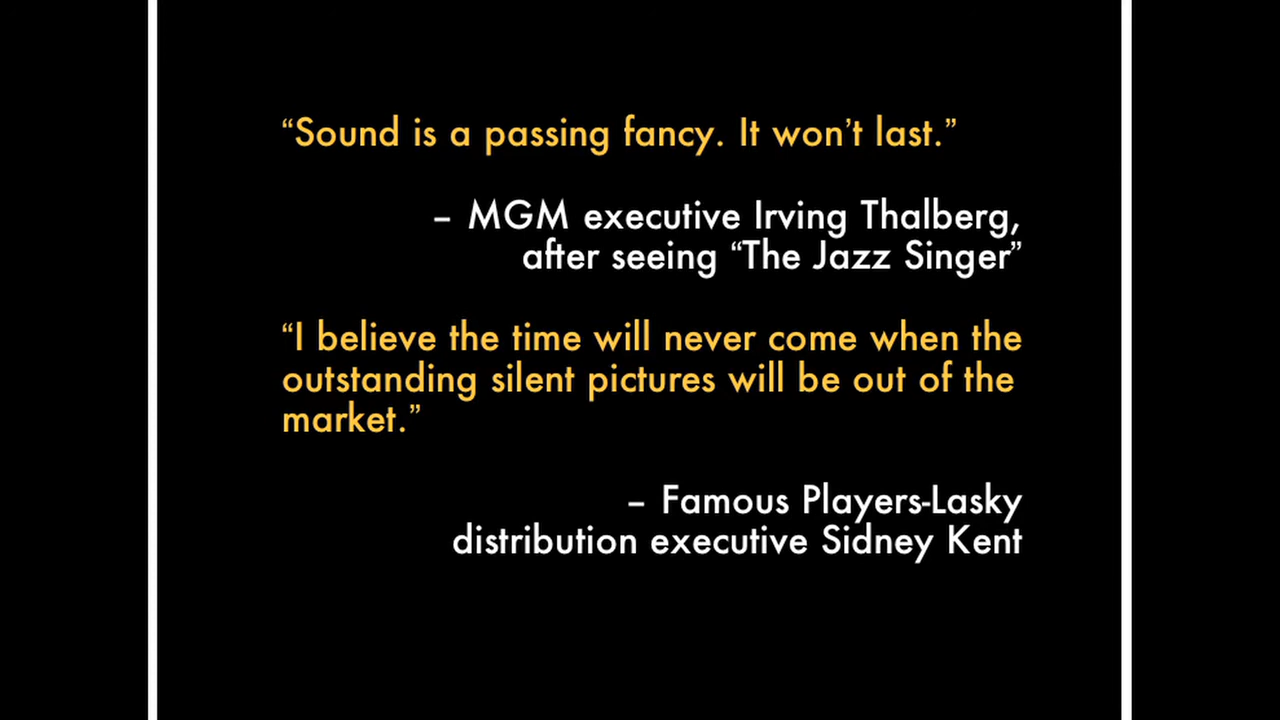 “Sound is a passing fancy. It won’t last.”
– MGM executive Irving Thalberg,
after seeing “The Jazz Singer”
“I believe the time will never come when the
outstanding silent pictures will be out of the
market.”
– Famous Players-Lasky
distribution executive Sidney Kent